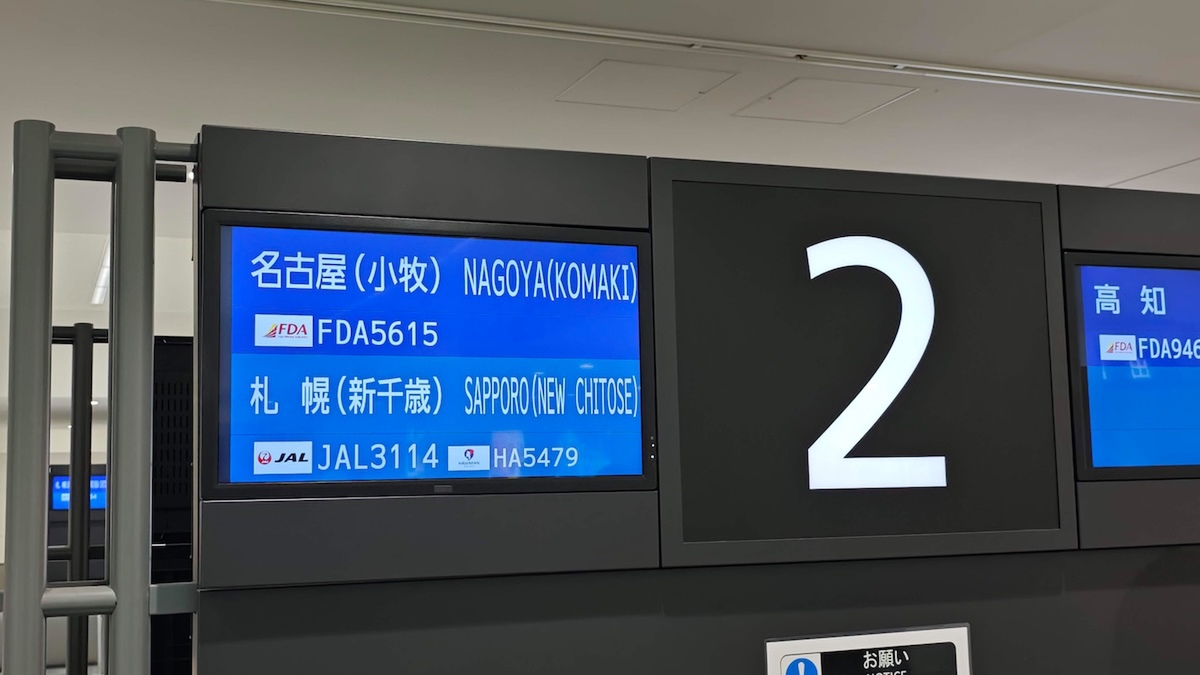 名古屋(小牧) NAGOYA(KOMAKI)
FDA FDA5615
札 幌(新千歳) SAPPORO(NEW CHITOSE)
JAL JAL3114 HA5479
2
高 知
FDA FDA946
お願い